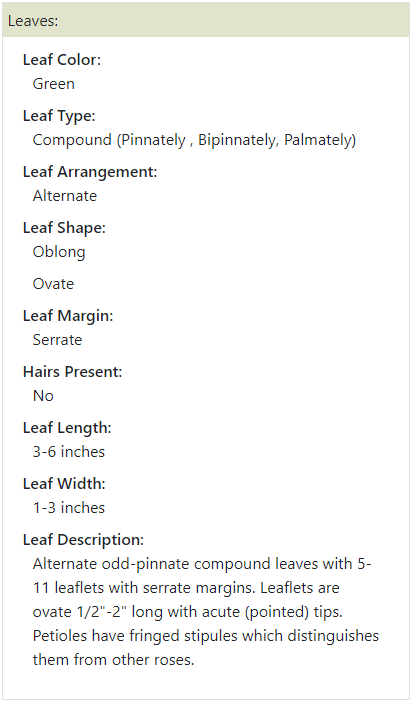 Leaves:
Leaf Color:
Green
Leaf Type:
Compound (Pinnately , Bipinnately, Palmately)
Leaf Arrangement:
Alternate
Leaf Shape:
Oblong
Ovate
Leaf Margin:
Serrate
Hairs Present:
No
Leaf Length:
3-6 inches
Leaf Width:
1-3 inches
Leaf Description:
Alternate odd-pinnate compound leaves with 5-
11 leaflets with serrate margins. Leaflets are
ovate 1/2"-2" long with acute (pointed) tips.
Petioles have fringed stipules which distinguishes
them from other roses.